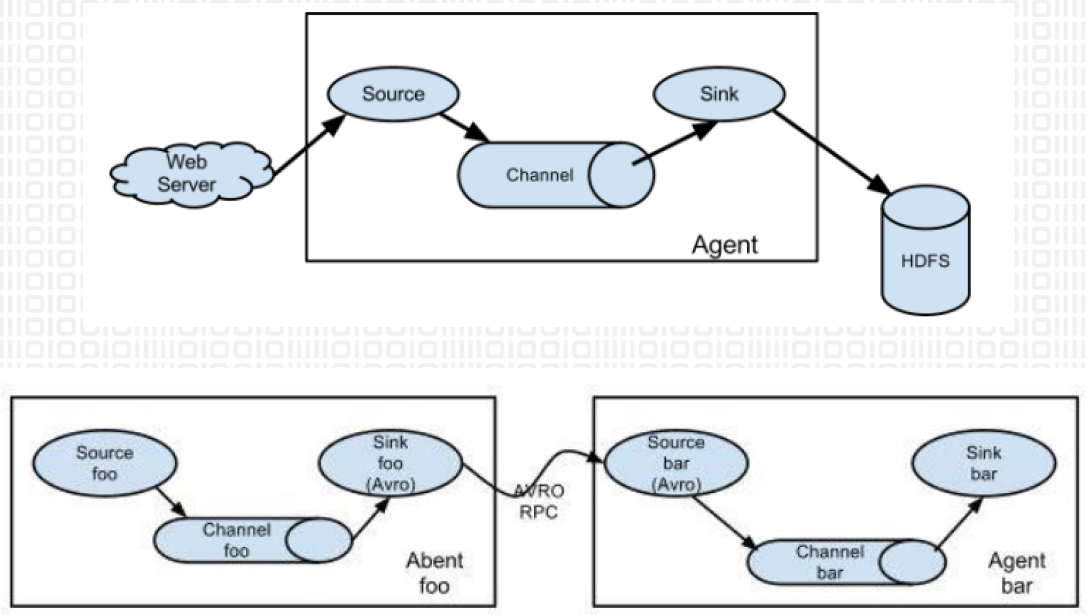 Source
Sink
Web
Server
Channel
Agent
HDFS
Source
foo
Sink
foo
(Avro)
Channel
foo
Abent
foo
AVRO
RPC
Source
bar
(Avro)
Sink
bar
Channel
bar
Agent
bar